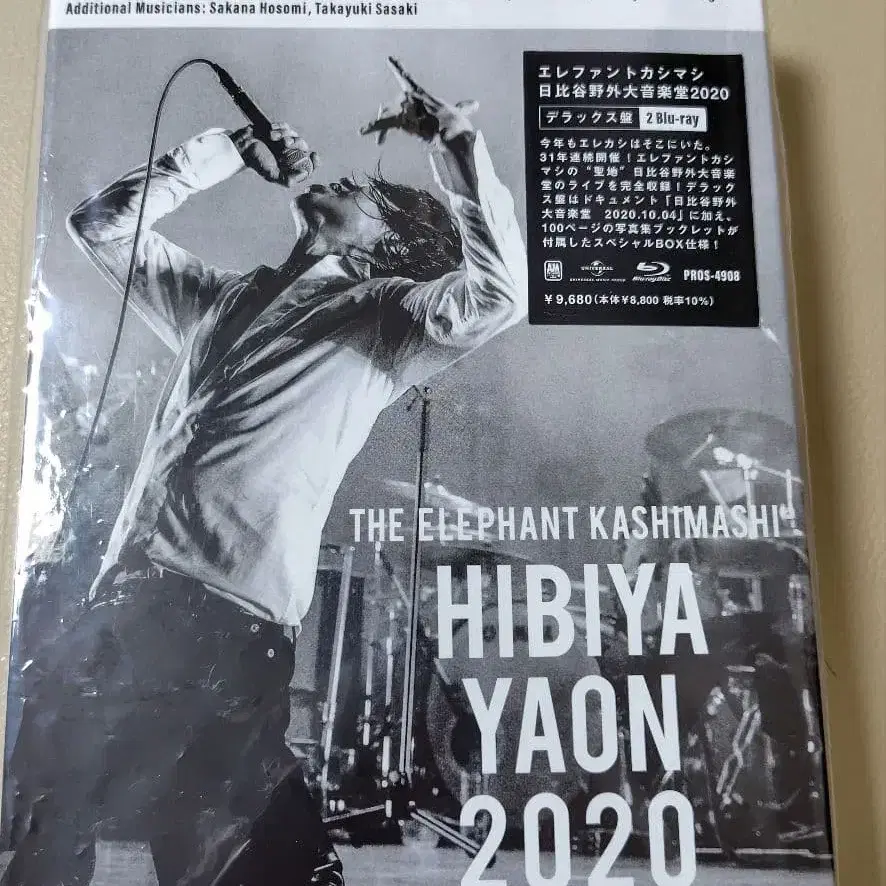 Additional Musicians: Sakana Hosomi, Takayuki Sasaki
エレファントカシマシ
日比谷野外大音楽堂2020
デラックス盤 2 Blu-ray
今年もエレカシはそこにいた。
31年連続開催!エレファントカシ
マシの"聖地"日比谷野外大音楽
堂のライブを完全収録!デラック
ス盤はドキュメント「日比谷野外
大音楽堂 2020.10.04」に加え、
100ページの写真集ブックレットが
付属したスペシャルBOX仕様!
A&M UNIVERSAL UNIVERSAL MUSIC GROUP Blu-ray Disc PROS-4908
¥9,680(本体¥8,800 税率10%)
THE ELEPHANT KASHIMASHI
HIBIYA
YAON
2020